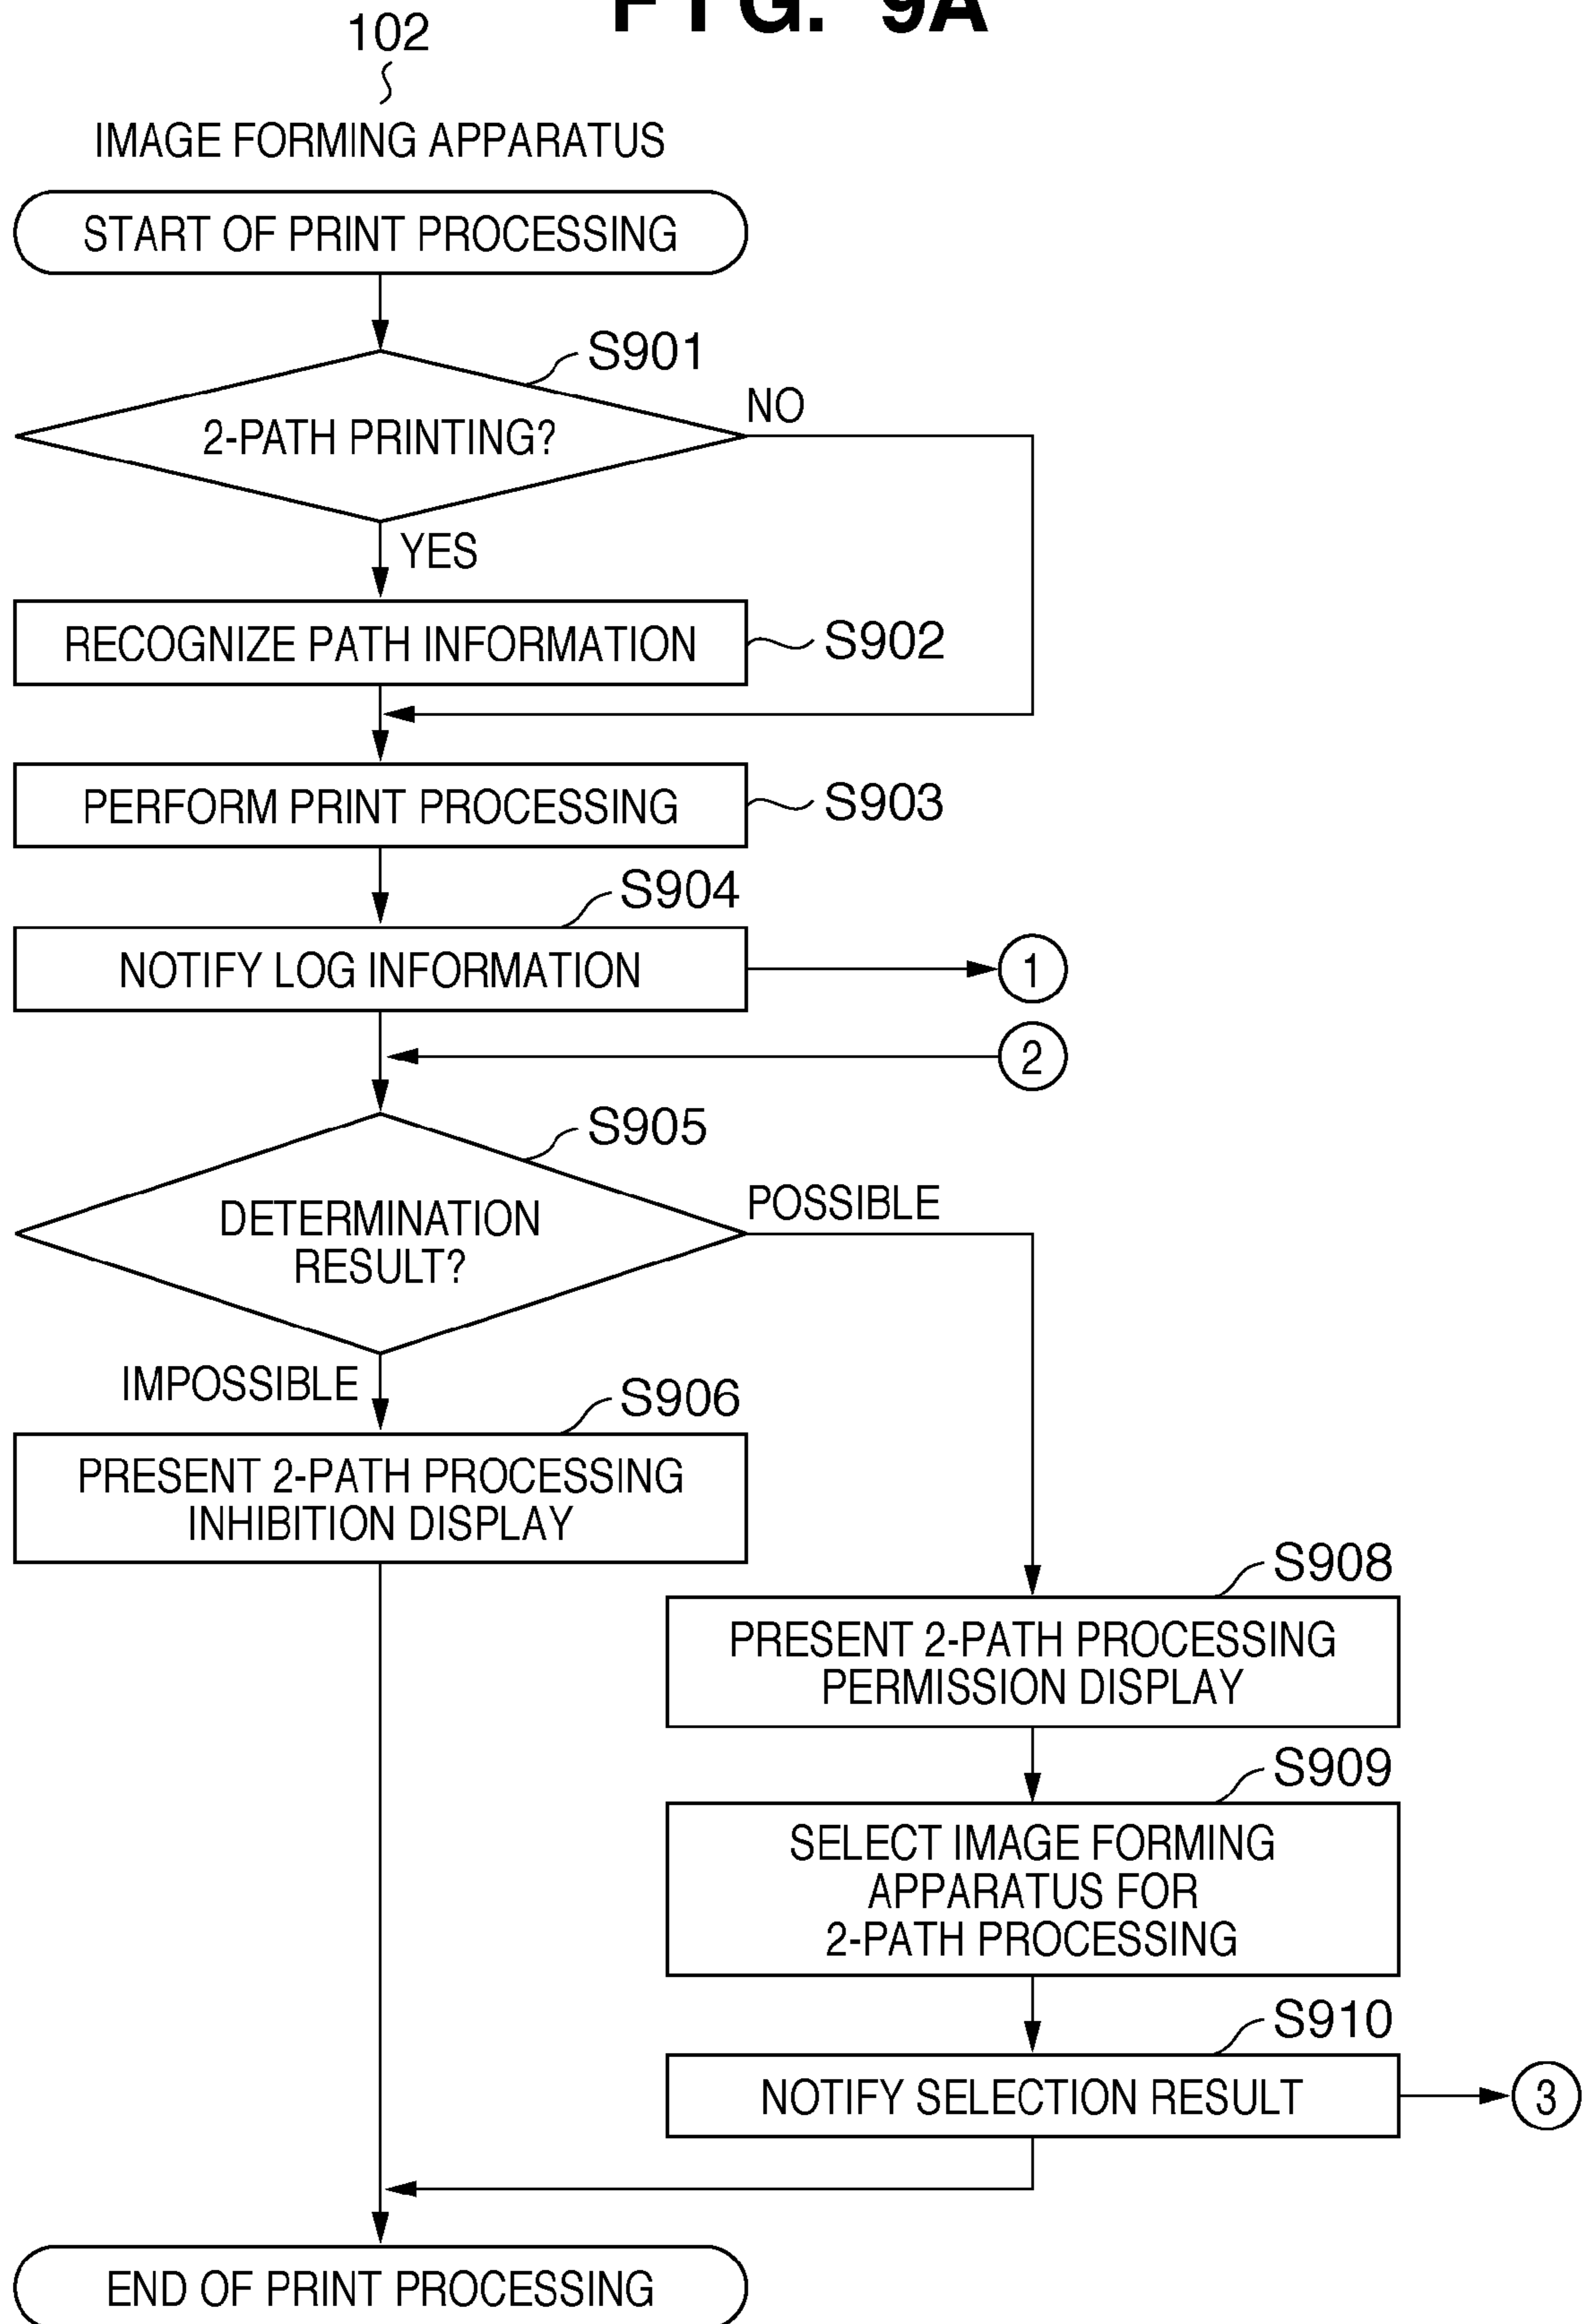 FIG. 9A
102
IMAGE FORMING APPARATUS
START OF PRINT PROCESSING
S901
2-PATH PRINTING?
NO
YES
RECOGNIZE PATH INFORMATION
S902
PERFORM PRINT PROCESSING
S903
S904
NOTIFY LOG INFORMATION
1
2
S905
DETERMINATION
RESULT?
POSSIBLE
IMPOSSIBLE
S906
PRESENT 2-PATH PROCESSING
INHIBITION DISPLAY
S908
PRESENT 2-PATH PROCESSING
PERMISSION DISPLAY
S909
SELECT IMAGE FORMING
APPARATUS FOR
2-PATH PROCESSING
S910
NOTIFY SELECTION RESULT
3
END OF PRINT PROCESSING